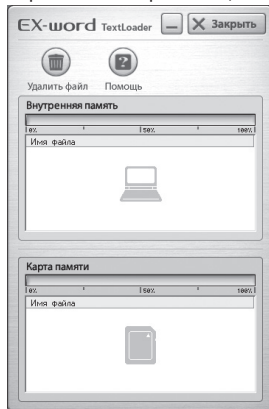 EX-word TextLoader Закрыть
Удалить файл Помощь
Внутренняя память
0% 50% 100%
Имя файла
Карта памяти
0% 50% 100%
Имя файла